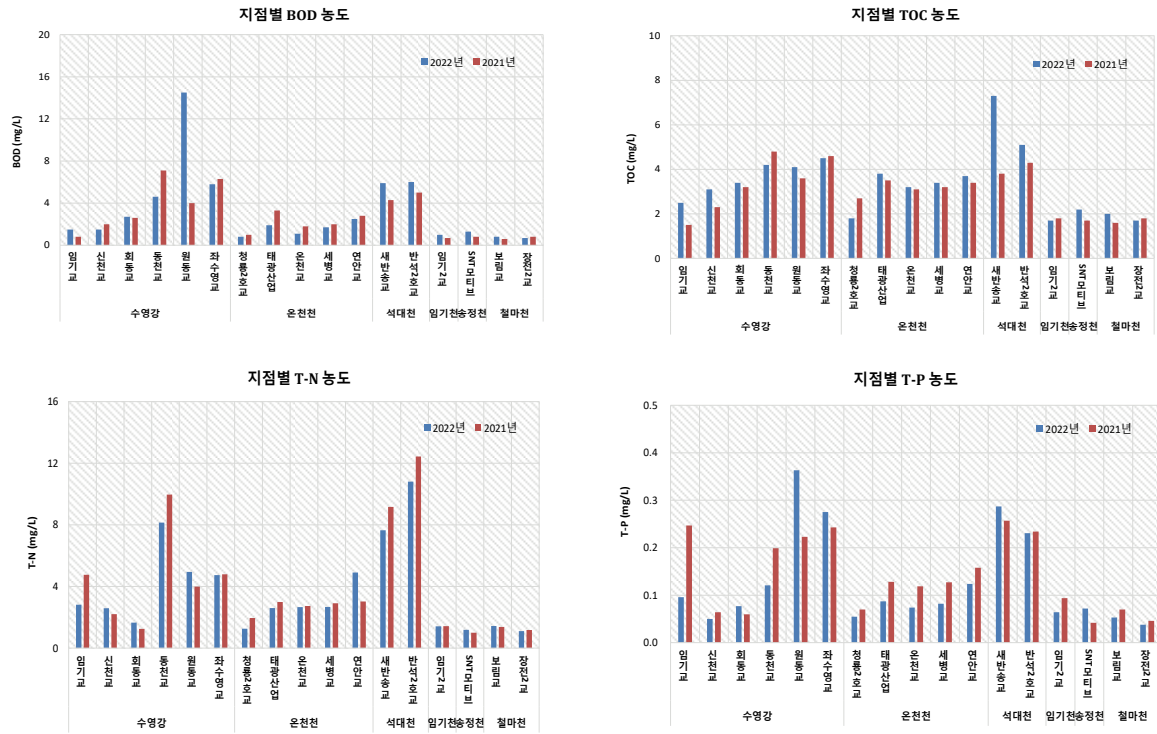 지점별 BOD 농도
20
16
12
8
4
0
BOD (mg/L)
2022년 2021년
임기교 신천교 회동교 동천교 원동교 좌수영교 청룡2호교 태광산업 온천교 세병교 연안교 새반송교 반석2호교 임기2교 SNT모티브 보림교 장전2교
수영강 온천천 석대천 임기천 송정천 철마천
지점별 TOC 농도
10
8
6
4
2
0
TOC (mg/L)
2022년 2021년
임기교 신천교 회동교 동천교 원동교 좌수영교 청룡2호교 태광산업 온천교 세병교 연안교 새반송교 반석2호교 임기2교 SNT모티브 보림교 장전2교
수영강 온천천 석대천 임기천 송정천 철마천
지점별 T-N 농도
16
12
8
4
0
T-N (mg/L)
2022년 2021년
임기교 신천교 회동교 동천교 원동교 좌수영교 청룡2호교 태광산업 온천교 세병교 연안교 새반송교 반석2호교 임기2교 SNT모티브 보림교 장전2교
수영강 온천천 석대천 임기천 송정천 철마천
지점별 T-P 농도
0.5
0.4
0.3
0.2
0.1
0.0
T-P (mg/L)
2022년 2021년
임기교 신천교 회동교 동천교 원동교 좌수영교 청룡2호교 태광산업 온천교 세병교 연안교 새반송교 반석2호교 임기2교 SNT모티브 보림교 장전2교
수영강 온천천 석대천 임기천 송정천 철마천